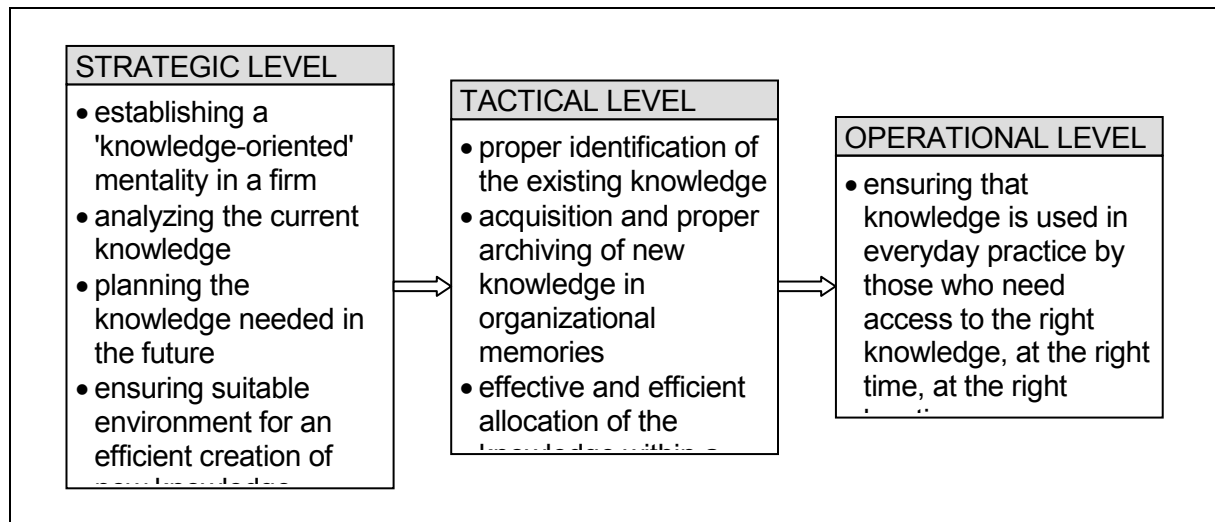 STRATEGIC LEVEL
• establishing a
'knowledge-oriented'
mentality in a firm
• analyzing the current
knowledge
• planning the
knowledge needed in
the future
• ensuring suitable
environment for an
efficient creation of
new knowledge
TACTICAL LEVEL
• proper identification of
the existing knowledge
• acquisition and proper
archiving of new
knowledge in
organizational
memories
• effective and efficient
allocation of the
knowledge within a
OPERATIONAL LEVEL
• ensuring that
knowledge is used in
everyday practice by
those who need
access to the right
knowledge, at the right
time, at the right